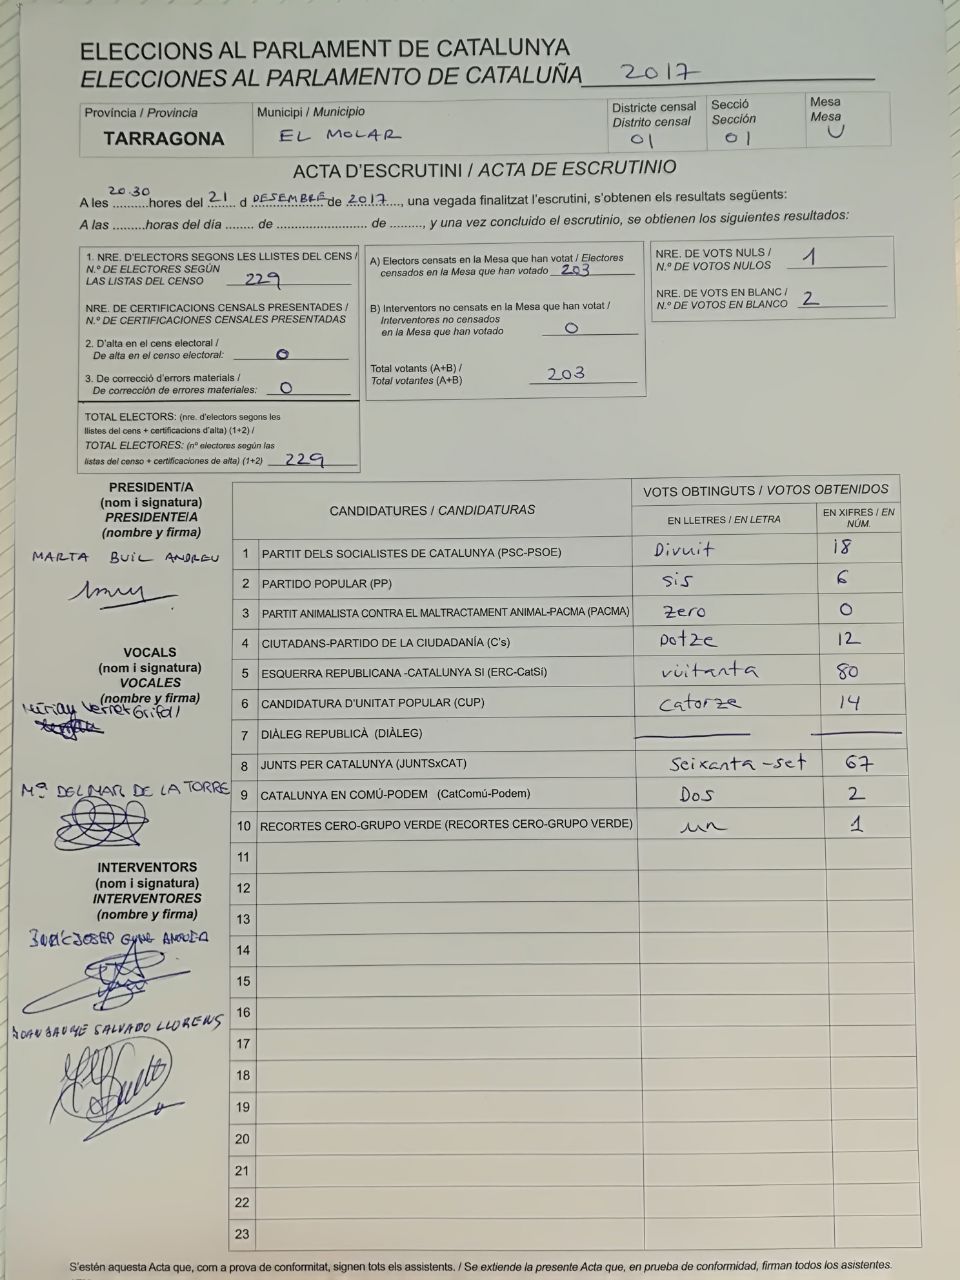 ELECCIONS AL PARLAMENT DE CATALUNYA
ELECCIONES AL PARLAMENTO DE CATALUÑA 2017
Província / Provincia
TARRAGONA
Municipi / Municipio
EL MOLAR
Districte censal
Distrito censal
01
Secció
Sección
01
Mesa
Mesa
U
ACTA D'ESCRUTINI / ACTA DE ESCRUTINIO
20.30
A les .........hores del 21 d DESEMBRE de 2017, una vegada finalitzat l'escrutini, s'obtenen els resultats següents:
A las .........horas del día ........ de .......................... de ........., y una vez concluido el escrutinio, se obtienen los siguientes resultados:
1. NRE. D'ELECTORS SEGONS LES LLISTES DEL CENS /
N.º DE ELECTORES SEGÚN
LAS LISTAS DEL CENSO 229
NRE. DE CERTIFICACIONS CENSALS PRESENTADES /
N.º DE CERTIFICACIONES CENSALES PRESENTADAS
2. D'alta en el cens electoral /
De alta en el censo electoral: 0
3. De correcció d'errors materials /
De corrección de errores materiales: 0
TOTAL ELECTORS: (nre. d'electors segons les
llistes del cens + certificacions d'alta) (1+2) /
TOTAL ELECTORES: (nº electores según las
listas del censo + certificaciones de alta) (1+2) 229
A) Electors censats en la Mesa que han votat / Electores
censados en la Mesa que han votado 203
B) Interventors no censats en la Mesa que han votat /
Interventores no censados
en la Mesa que han votado 0
Total votants (A+B) /
Total votantes (A+B) 203
NRE. DE VOTS NULS /
N.º DE VOTOS NULOS 1
NRE. DE VOTS EN BLANC /
N.º DE VOTOS EN BLANCO 2
PRESIDENT/A
(nom i signatura)
PRESIDENTE/A
(nombre y firma)
MARTA BUIL ANDREU
VOCALS
(nom i signatura)
VOCALES
(nombre y firma)
Vernet Grifoll
Mª DEL MAR DE LA TORRE
INTERVENTORS
(nom i signatura)
INTERVENTORES
(nombre y firma)
JOSEP
JOAN JAUME SALVADO LLORENS
CANDIDATURES / CANDIDATURAS
VOTS OBTINGUTS / VOTOS OBTENIDOS
EN LLETRES / EN LETRA
EN XIFRES / EN
NÚM.
1 PARTIT DELS SOCIALISTES DE CATALUNYA (PSC-PSOE) Divuit 18
2 PARTIDO POPULAR (PP) sis 6
3 PARTIT ANIMALISTA CONTRA EL MALTRACTAMENT ANIMAL-PACMA (PACMA) zero 0
4 CIUTADANS-PARTIDO DE LA CIUDADANÍA (C's) Dotze 12
5 ESQUERRA REPUBLICANA -CATALUNYA SI (ERC-CatSí) vüitanta 80
6 CANDIDATURA D'UNITAT POPULAR (CUP) catorze 14
7 DIÀLEG REPUBLICÀ (DIÀLEG)
8 JUNTS PER CATALUNYA (JUNTSxCAT) Seixanta-set 67
9 CATALUNYA EN COMÚ-PODEM (CatComú-Podem) Dos 2
10 RECORTES CERO-GRUPO VERDE (RECORTES CERO-GRUPO VERDE) un 1
11
12
13
14
15
16
17
18
19
20
21
22
23
S'estén aquesta Acta que, com a prova de conformitat, signen tots els assistents. / Se extiende la presente Acta que, en prueba de conformidad, firman todos los asistentes.